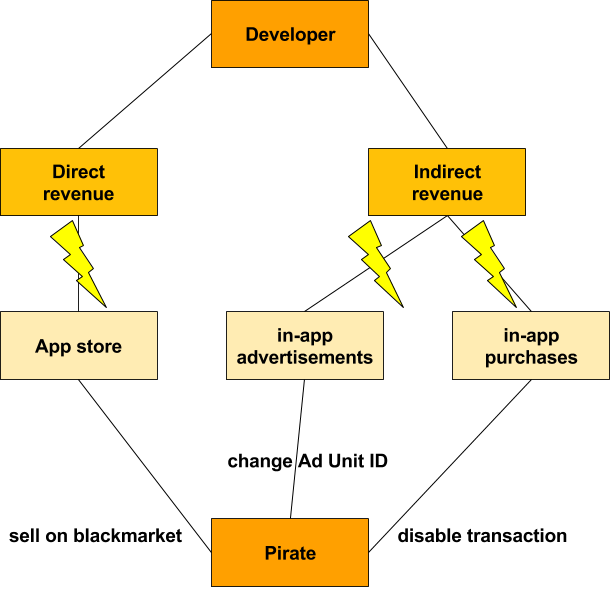 Developer
Direct
revenue
Indirect
revenue
App store
in-app
advertisements
in-app
purchases
change Ad Unit ID
sell on blackmarket
disable transaction
Pirate